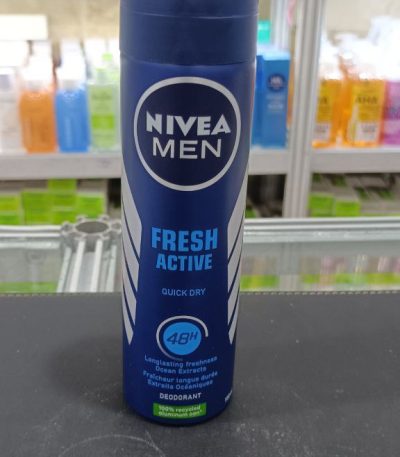 NIVEA
MEN
FRESH
ACTIVE
QUICK DRY
48H
Longlasting freshness
Ocean Extracts
Fraîcheur longue durée
Extraits Océaniques
DEODORANT
100% recycled
aluminum can*